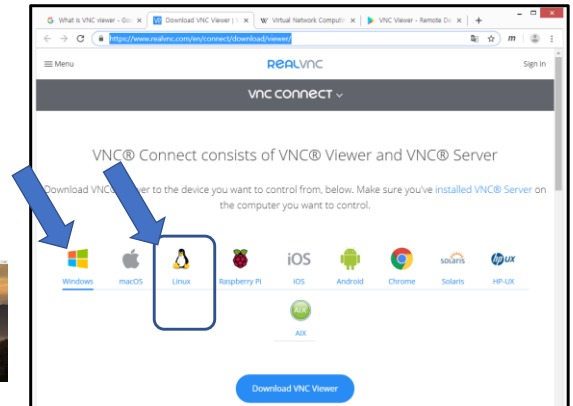 What is VNC viewer - Goo
Download VNC Viewer | V
Virtual Network Computin
VNC Viewer - Remote De
https://www.realvnc.com/en/connect/download/viewer/
Menu
REALVNC
Sign in
VNC CONNECT
VNC® Connect consists of VNC® Viewer and VNC® Server
Download VNC to the device you want to control from, below. Make sure you've installed VNC® Server on
the computer you want to control.
iOS
solaris
hp UX
Windows
macOS
Linux
Raspberry Pi
iOS
Android
Chrome
Solaris
HP-UX
AIX
AIX
Download VNC Viewer